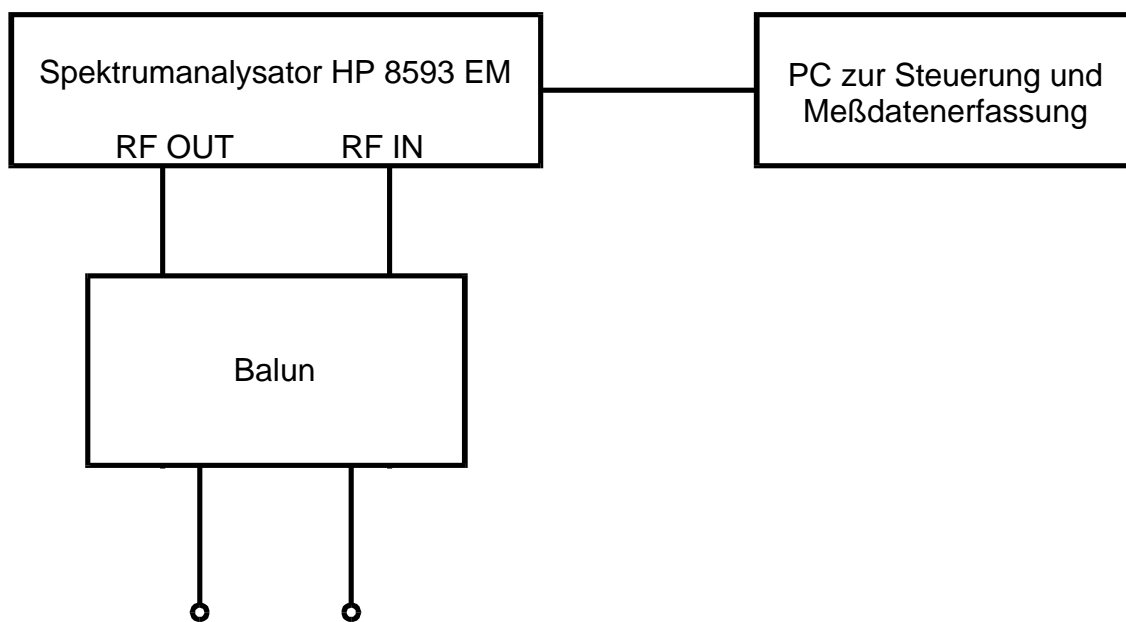 Spektrumanalysator HP 8593 EM
RF OUT
RF IN
PC zur Steuerung und
Meßdatenerfassung
Balun